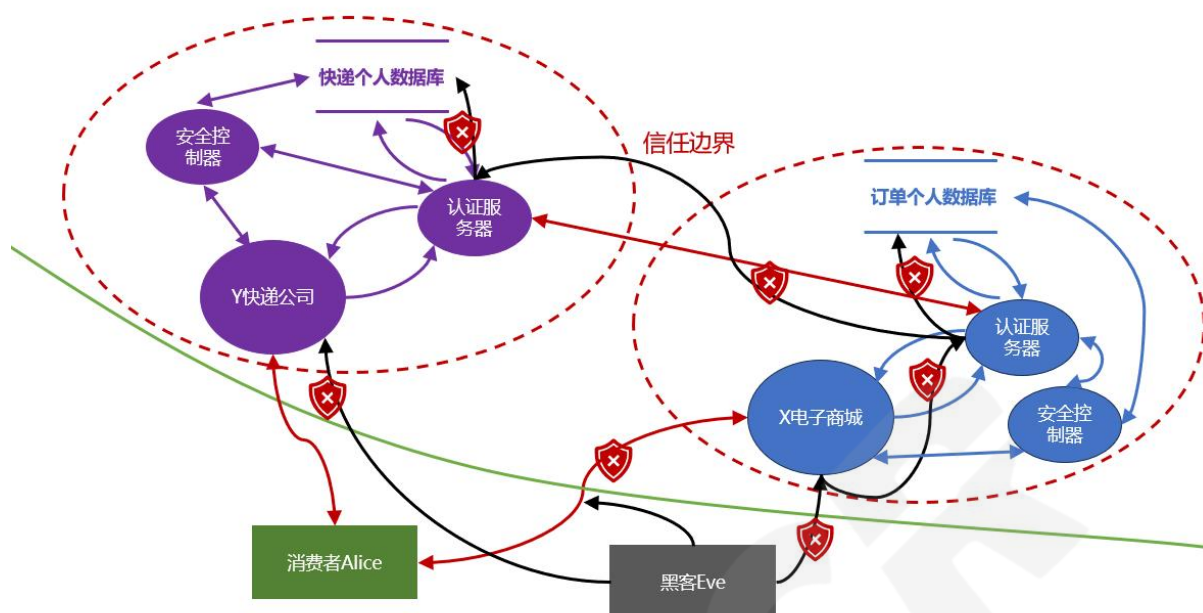 快递个人数据库
安全控
制器
信任边界
认证服
务器
订单个人数据库
Y快递公司
认证服
务器
X电子商城
安全控
制器
消费者Alice
黑客Eve